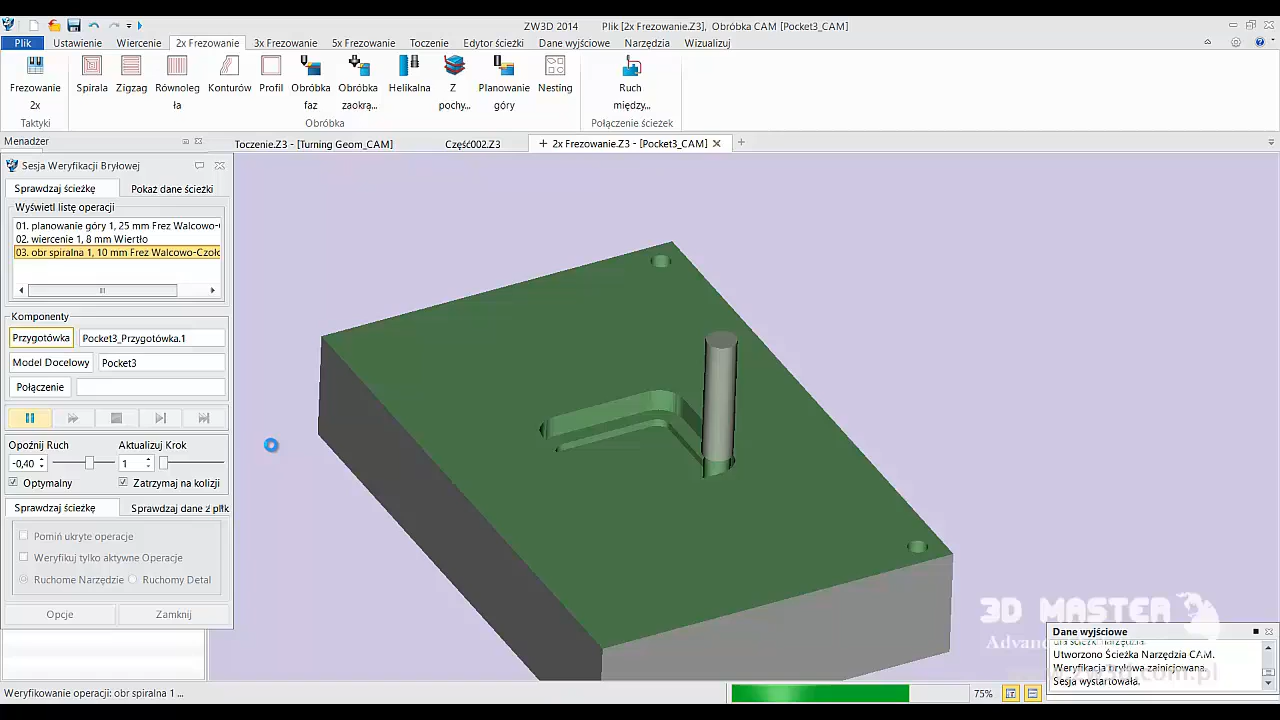 ZW3D 2014 Plik [2x Frezowanie.Z3], Obróbka CAM [Pocket3_CAM]
Plik Ustawienie Wiercenie 2x Frezowanie 3x Frezowanie 5x Frezowanie Toczenie Edytor ścieżki Dane wyjściowe Narzędzia Wizualizuj
Frezowanie 2x
Spirala
Zigzag
Równoleg ła
Konturów
Profil
Obróbka faz
Obróbka zaokrą...
Helikalna
Z pochy...
Planowanie góry
Nesting
Ruch między...
Taktyki Obróbka Połączenie ścieżek
Menadżer
Toczenie.Z3 - [Turning Geom_CAM] Część002.Z3 2x Frezowanie.Z3 - [Pocket3_CAM]
Sesja Weryfikacji Bryłowej
Sprawdzaj ścieżkę Pokaż dane ścieżki
Wyświetl listę operacji
01. planowanie góry 1, 25 mm Frez Walcowo-
02. wiercenie 1, 8 mm Wiertło
03. obr spiralna 1, 10 mm Frez Walcowo-Czoło
Komponenty
Przygotówka Pocket3_Przygotówka.1
Model Docelowy Pocket3
Połączenie
Opoźnij Ruch Aktualizuj Krok
-0,40 1
Optymalny Zatrzymaj na kolizji
Sprawdzaj ścieżkę Sprawdzaj dane z plik
Pomiń ukryte operacje
Weryfikuj tylko aktywne Operacje
Ruchome Narzędzie Ruchomy Detal
Opcje Zamknij
3D MASTER
Advan
Dane wyjściowe
Utworzono Ścieżka Narzędzia CAM.
Weryfikacja bryłowa zainicjowana.
Sesja wystartowała.
.com.pl
Weryfikowanie operacji: obr spiralna 1 ...
75%